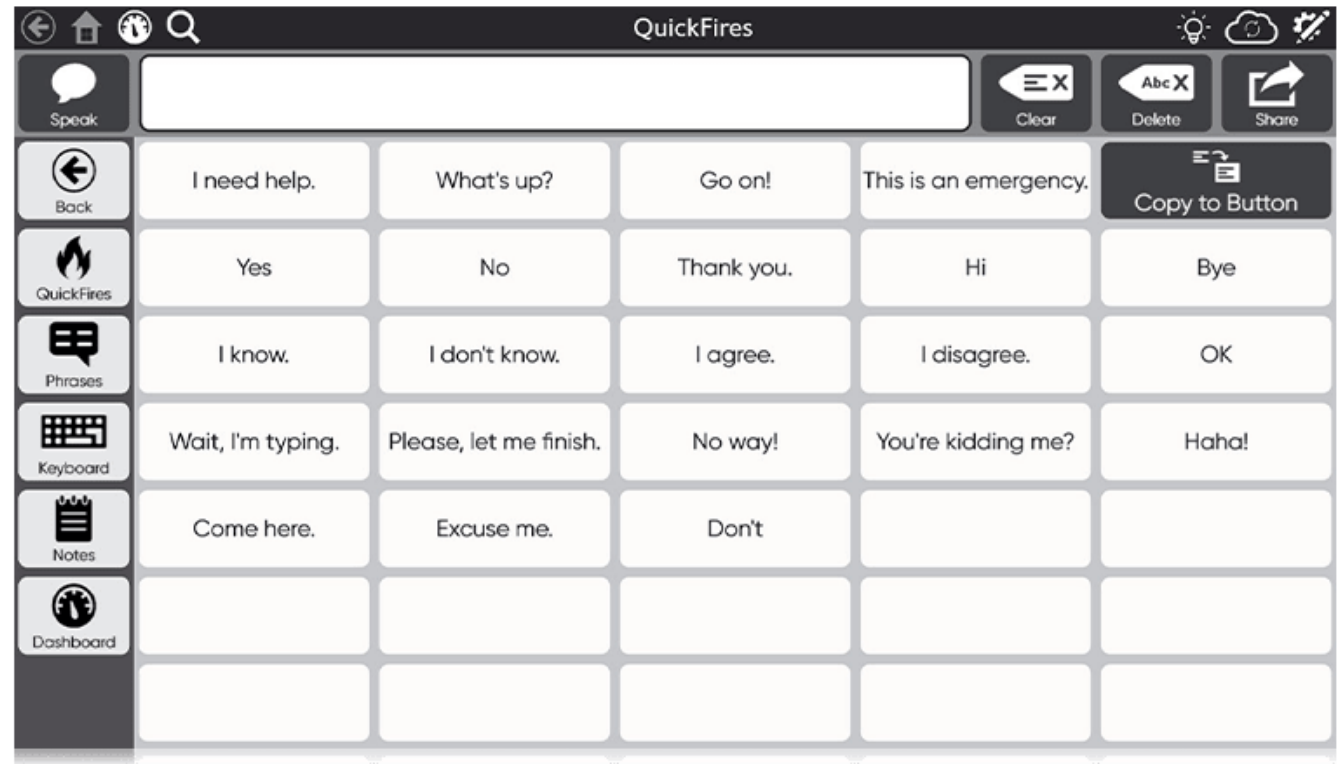 QuickFires
Speak
Abc X
Clear
Delete
Share
Back
I need help.
What's up?
Go on!
This is an emergency.
Copy to Button
QuickFires
Yes
No
Thank you.
Hi
Bye
Phrases
I know.
I don't know.
I agree.
I disagree.
OK
Keyboard
Wait, I'm typing.
Please, let me finish.
No way!
You're kidding me?
Haha!
Notes
Come here.
Excuse me.
Don't
Dashboard